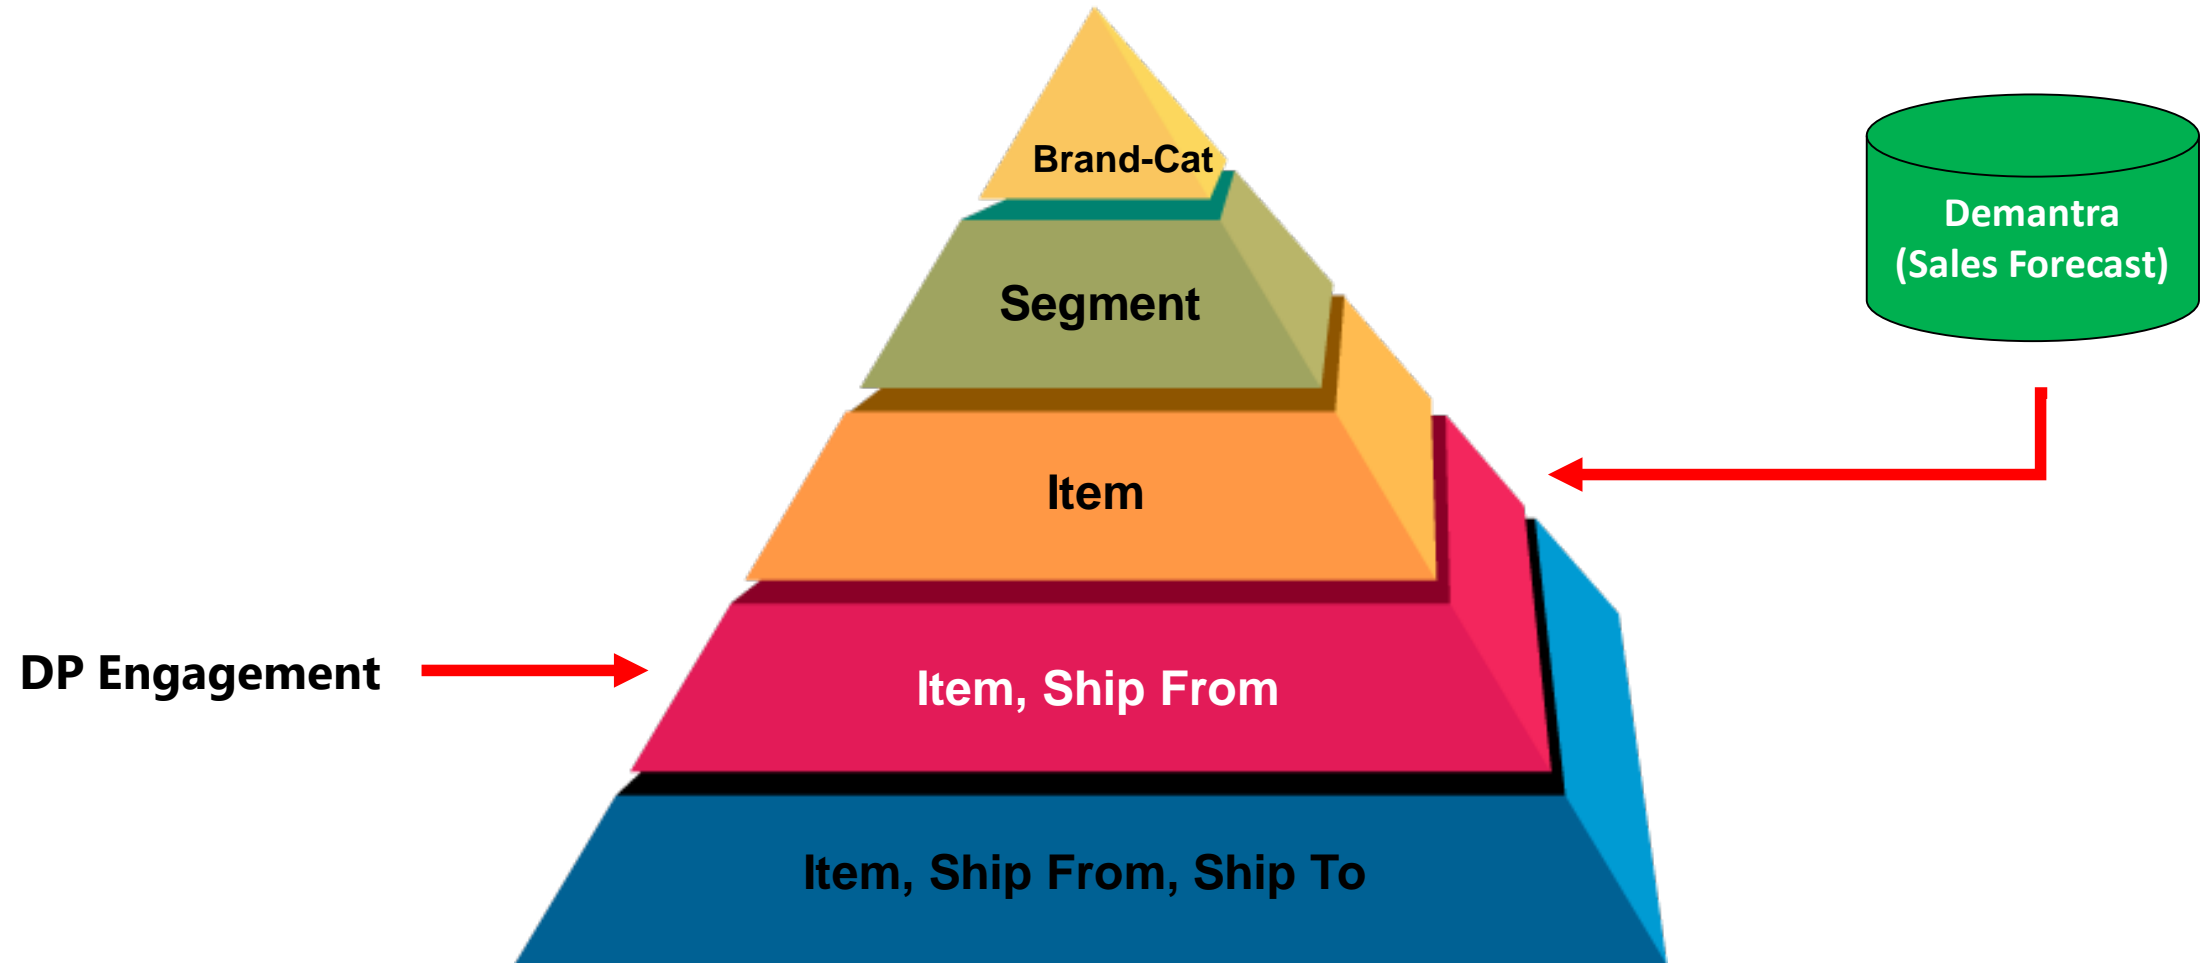 Brand-Cat
Demantra
(Sales Forecast)
Segment
Item
DP Engagement
Item, Ship From
Item, Ship From, Ship To